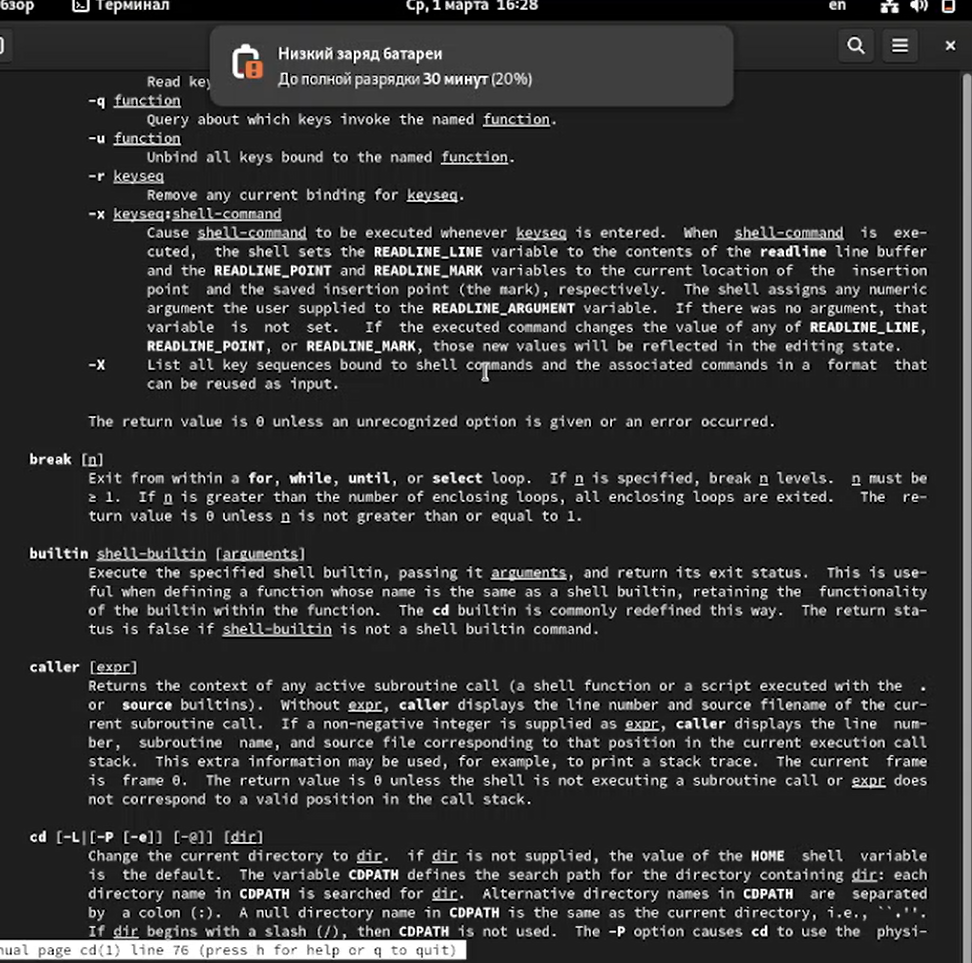 бзор Терминал Ср, 1 марта 16:28 en
Низкий заряд батареи
До полной разрядки 30 минут (20%)
Read key
-q function
Query about which keys invoke the named function.
-u function
Unbind all keys bound to the named function.
-r keyseq
Remove any current binding for keyseq.
-x keyseq:shell-command
Cause shell-command to be executed whenever keyseq is entered. When shell-command is exe-
cuted, the shell sets the READLINE_LINE variable to the contents of the readline line buffer
and the READLINE_POINT and READLINE_MARK variables to the current location of the insertion
point and the saved insertion point (the mark), respectively. The shell assigns any numeric
argument the user supplied to the READLINE_ARGUMENT variable. If there was no argument, that
variable is not set. If the executed command changes the value of any of READLINE_LINE,
READLINE_POINT, or READLINE_MARK, those new values will be reflected in the editing state.
-X List all key sequences bound to shell commands and the associated commands in a format that
can be reused as input.
The return value is 0 unless an unrecognized option is given or an error occurred.
break [n]
Exit from within a for, while, until, or select loop. If n is specified, break n levels. n must be
≥ 1. If n is greater than the number of enclosing loops, all enclosing loops are exited. The re-
turn value is 0 unless n is not greater than or equal to 1.
builtin shell-builtin [arguments]
Execute the specified shell builtin, passing it arguments, and return its exit status. This is use-
ful when defining a function whose name is the same as a shell builtin, retaining the functionality
of the builtin within the function. The cd builtin is commonly redefined this way. The return sta-
tus is false if shell-builtin is not a shell builtin command.
caller [expr]
Returns the context of any active subroutine call (a shell function or a script executed with the .
or source builtins). Without expr, caller displays the line number and source filename of the cur-
rent subroutine call. If a non-negative integer is supplied as expr, caller displays the line num-
ber, subroutine name, and source file corresponding to that position in the current execution call
stack. This extra information may be used, for example, to print a stack trace. The current frame
is frame 0. The return value is 0 unless the shell is not executing a subroutine call or expr does
not correspond to a valid position in the call stack.
cd [-L|[-P [-e]] [-@]] [dir]
Change the current directory to dir. if dir is not supplied, the value of the HOME shell variable
is the default. The variable CDPATH defines the search path for the directory containing dir: each
directory name in CDPATH is searched for dir. Alternative directory names in CDPATH are separated
by a colon (:). A null directory name in CDPATH is the same as the current directory, i.e., ``.''.
If dir begins with a slash (/), then CDPATH is not used. The -P option causes cd to use the physi-
nual page cd(1) line 76 (press h for help or q to quit)